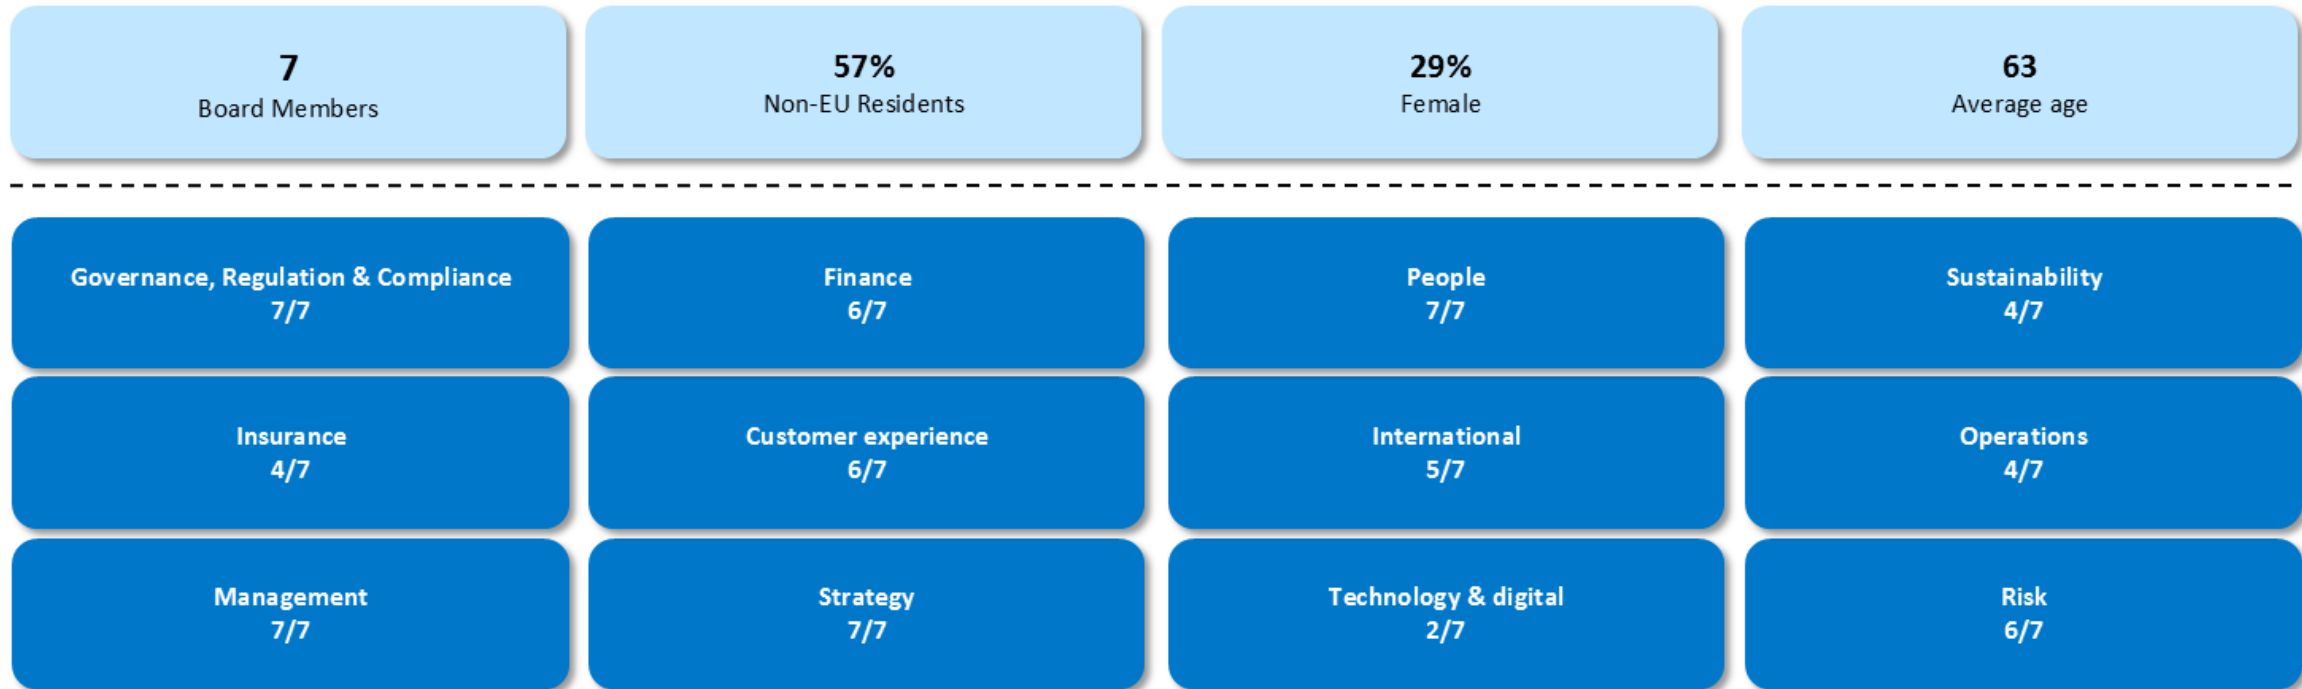 7
Board Members
57%
Non-EU Residents
29%
Female
63
Average age
Governance, Regulation & Compliance
7/7
Finance
6/7
People
7/7
Sustainability
4/7
Insurance
4/7
Customer experience
6/7
International
5/7
Operations
4/7
Management
7/7
Strategy
7/7
Technology & digital
2/7
Risk
6/7